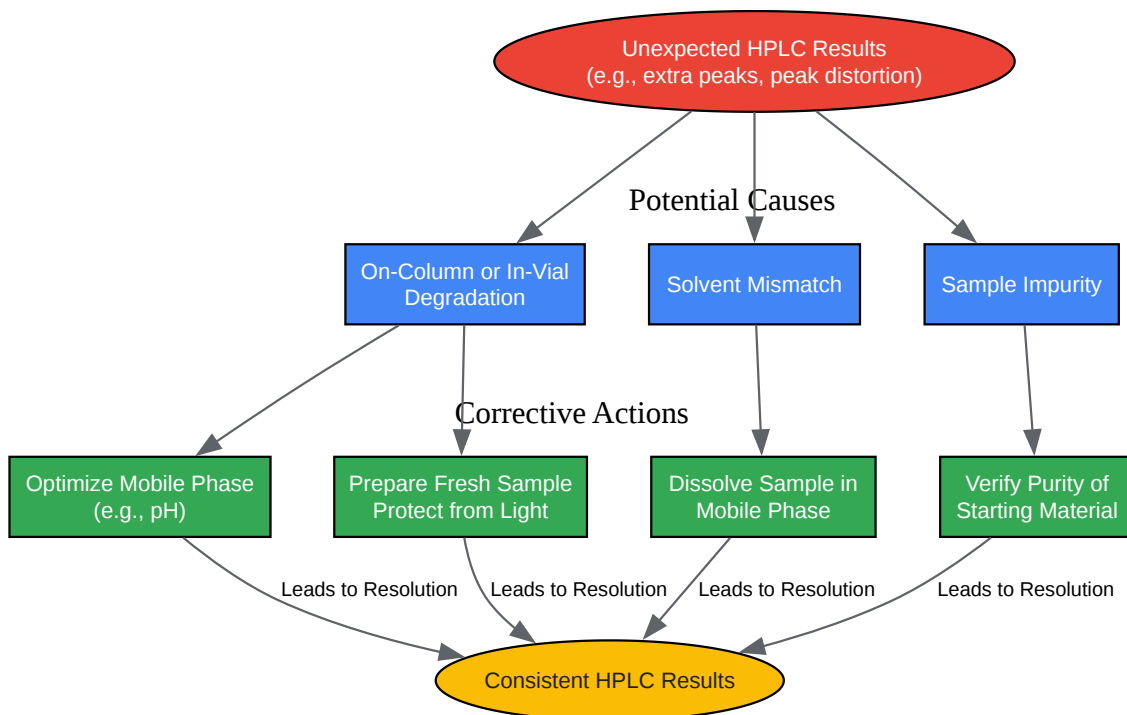 Unexpected HPLC Results
(e.g., extra peaks, peak distortion)
Potential Causes
On-Column or In-Vial
Degradation
Solvent Mismatch
Sample Impurity
Corrective Actions
Optimize Mobile Phase
(e.g., pH)
Prepare Fresh Sample
Protect from Light
Dissolve Sample in
Mobile Phase
Verify Purity of
Starting Material
Leads to Resolution
Leads to Resolution
Leads to Resolution
Leads to Resolution
Consistent HPLC Results